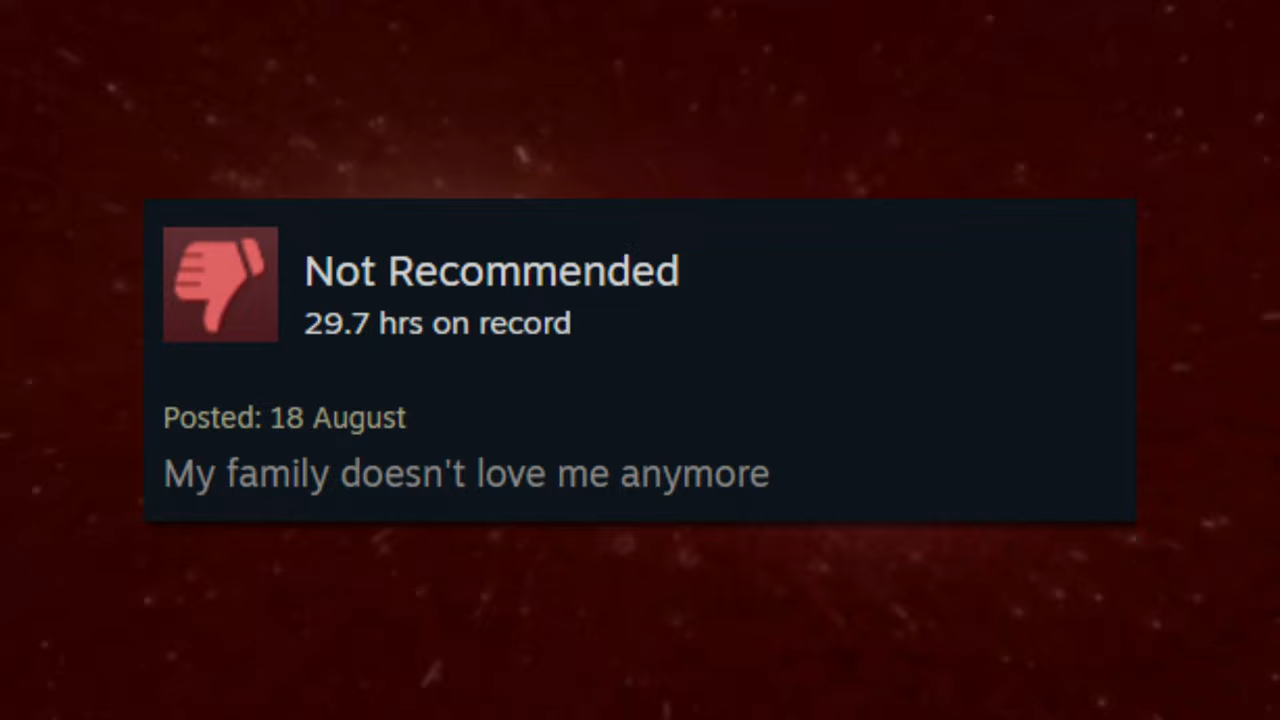 Not Recommended
29.7 hrs on record
Posted: 18 August
My family doesn't love me anymore